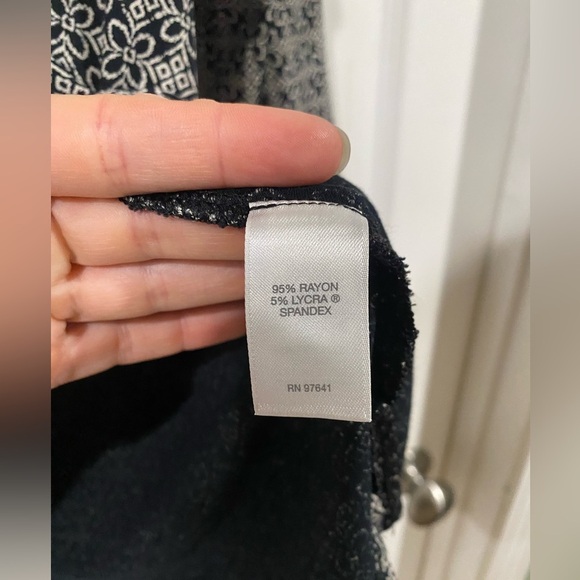 95% RAYON
5% LYCRA ®
SPANDEX
RN 97641